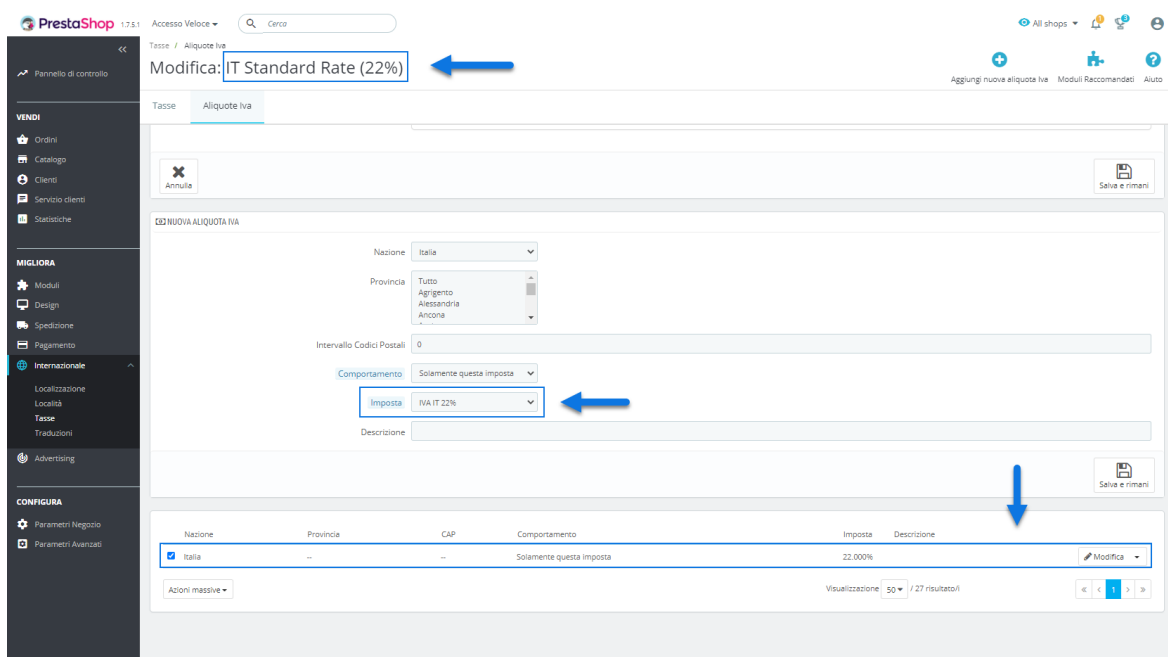 PrestaShop 1.7.5.1 Accesso Veloce Cerca All shops
Tasse / Aliquote Iva
Modifica: IT Standard Rate (22%)
Aggiungi nuova aliquota Iva Moduli Raccomandati Aiuto
Tasse Aliquote Iva
Pannello di controllo
VENDI
Ordini
Catalogo
Clienti
Servizio clienti
Statistiche
MIGLIORA
Moduli
Design
Spedizione
Pagamento
Internazionale
Localizzazione
Località
Tasse
Traduzioni
Advertising
CONFIGURA
Parametri Negozio
Parametri Avanzati
Annulla Salva e rimani
NUOVA ALIQUOTA IVA
Nazione Italia
Provincia Tutto
Agrigento
Alessandria
Ancona
Intervallo Codici Postali 0
Comportamento Solamente questa imposta
Imposta IVA IT 22%
Descrizione
Salva e rimani
Nazione Provincia CAP Comportamento Imposta Descrizione
Italia -- -- Solamente questa imposta 22.000% Modifica
Azioni massive Visualizzazione 50 / 27 risultato/i « < 1 > »